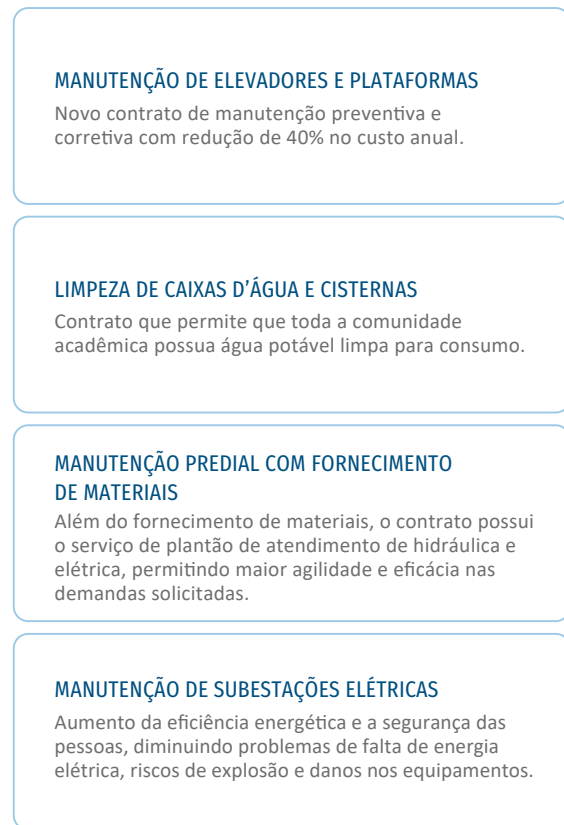 MANUTENÇÃO DE ELEVADORES E PLATAFORMAS
Novo contrato de manutenção preventiva e
corretiva com redução de 40% no custo anual.
LIMPEZA DE CAIXAS D’ÁGUA E CISTERNAS
Contrato que permite que toda a comunidade
acadêmica possua água potável limpa para consumo.
MANUTENÇÃO PREDIAL COM FORNECIMENTO
DE MATERIAIS
Além do fornecimento de materiais, o contrato possui
o serviço de plantão de atendimento de hidráulica e
elétrica, permitindo maior agilidade e eficácia nas
demandas solicitadas.
MANUTENÇÃO DE SUBESTAÇÕES ELÉTRICAS
Aumento da eficiência energética e a segurança das
pessoas, diminuindo problemas de falta de energia
elétrica, riscos de explosão e danos nos equipamentos.